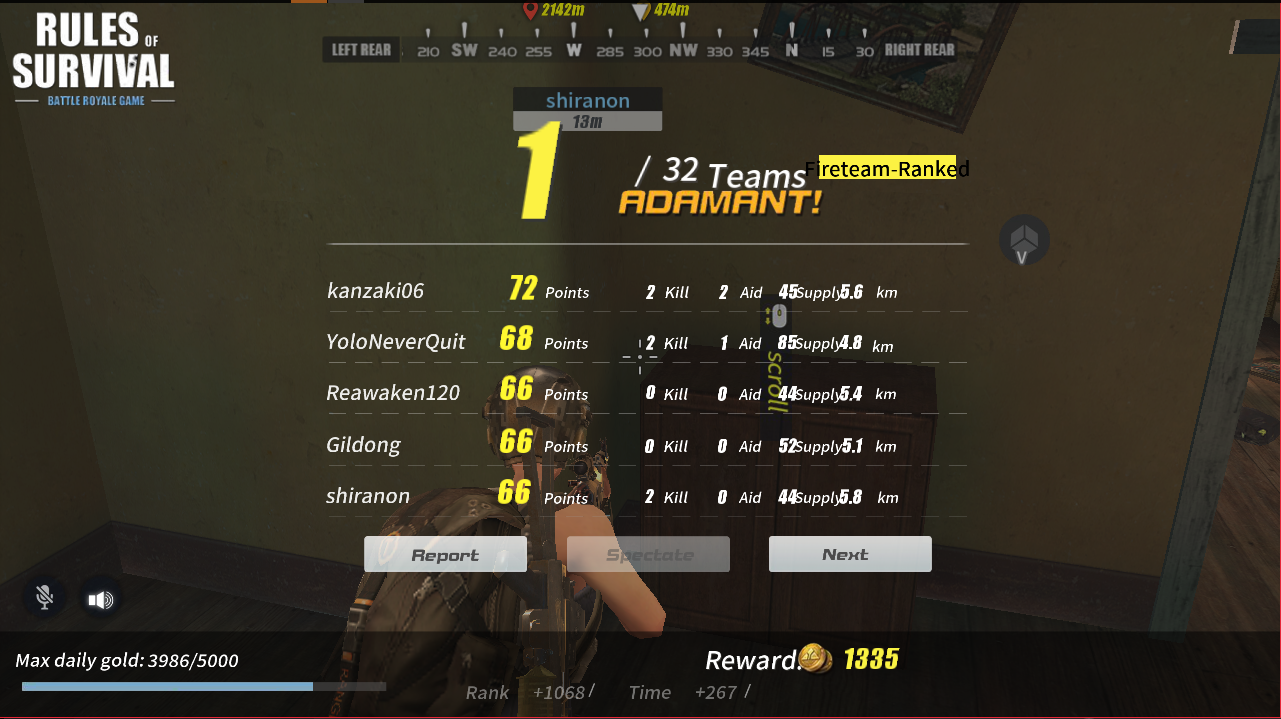 2142m 474m
RULES OF
SURVIVAL
BATTLE ROYALE GAME
LEFT REAR 210 SW 240 255 W 285 300 NW 330 345 N 15 30 RIGHT REAR
shiranon
13m
1 / 32 Teams Fireteam-Ranked
ADAMANT!
V
kanzaki06 72 Points 2 Kill 2 Aid 45 Supply 5.6 km
YoloNeverQuit 68 Points 2 Kill 1 Aid 85 Supply 4.8 km
scroll
Reawaken120 66 Points 0 Kill 0 Aid 44 Supply 5.4 km
Gildong 66 Points 0 Kill 0 Aid 52 Supply 5.1 km
shiranon 66 Points 2 Kill 0 Aid 44 Supply 5.8 km
Report Spectate Next
Max daily gold: 3986/5000
Reward: 1335
Rank +1068 / Time +267 /